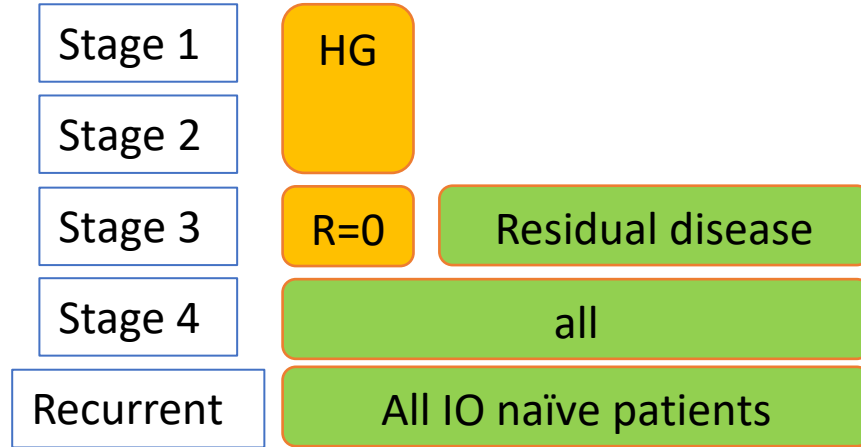 Stage 1
HG
Stage 2
Stage 3
R=0
Residual disease
Stage 4
all
Recurrent
All IO naïve patients